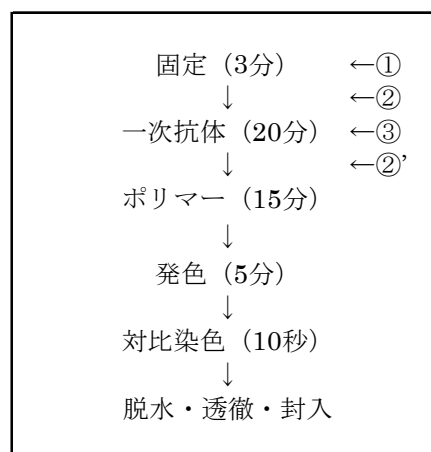 固定（3分） ←①
↓ ←②
一次抗体（20分） ←③
↓ ←②’
ポリマー（15分）
↓
発色（5分）
↓
対比染色（10秒）
↓
脱水・透徹・封入